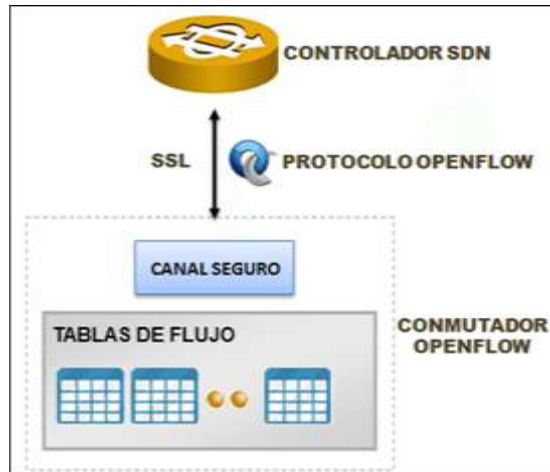 CONTROLADOR SDN
SSL
PROTOCOLO OPENFLOW
CANAL SEGURO
TABLAS DE FLUJO
CONMUTADOR
OPENFLOW